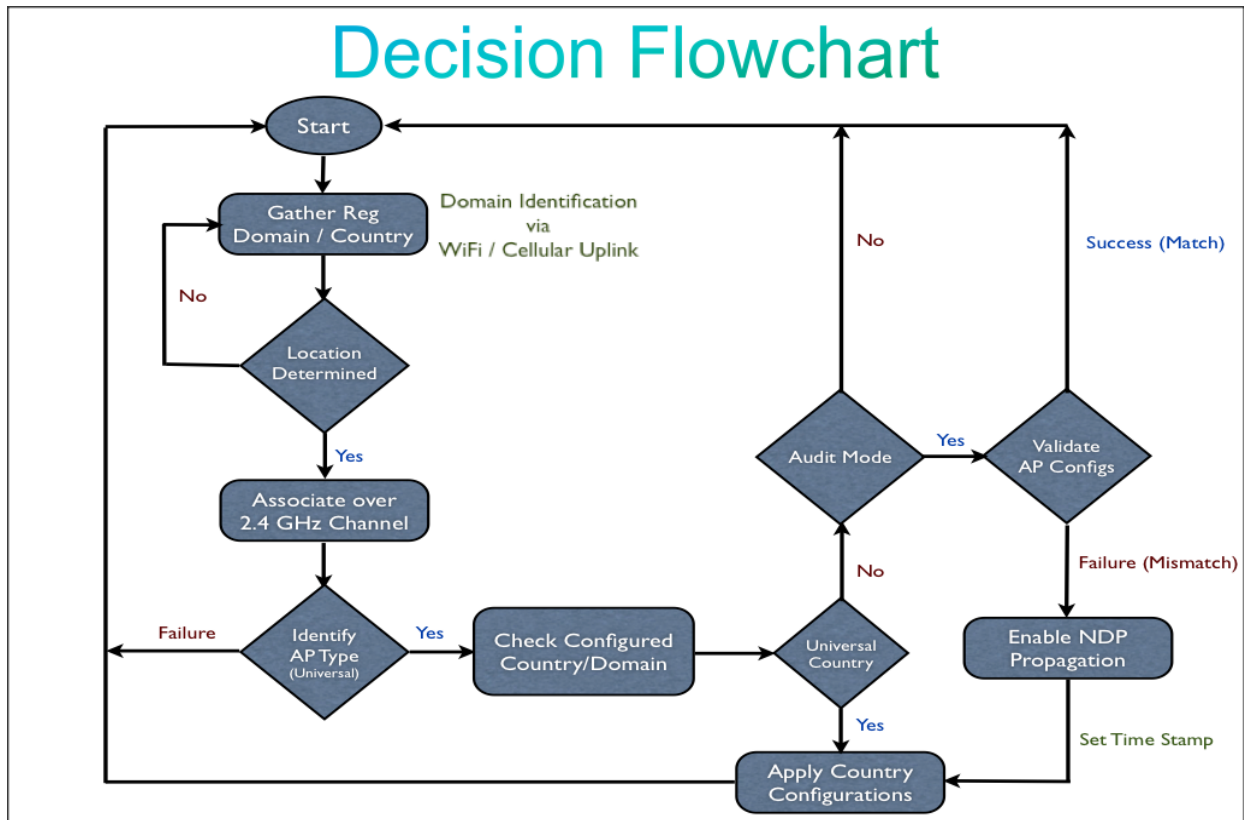 Decision Flowchart
Start
Gather Reg
Domain / Country
Domain Identification
via
WiFi / Cellular Uplink
No
Location
Determined
Yes
Associate over
2.4 GHz Channel
Failure
Identify
AP Type
(Universal)
Yes
Check Configured
Country/Domain
Universal
Country
No
Audit Mode
No
Yes
Validate
AP Configs
Success (Match)
Failure (Mismatch)
Enable NDP
Propagation
Set Time Stamp
Yes
Apply Country
Configurations